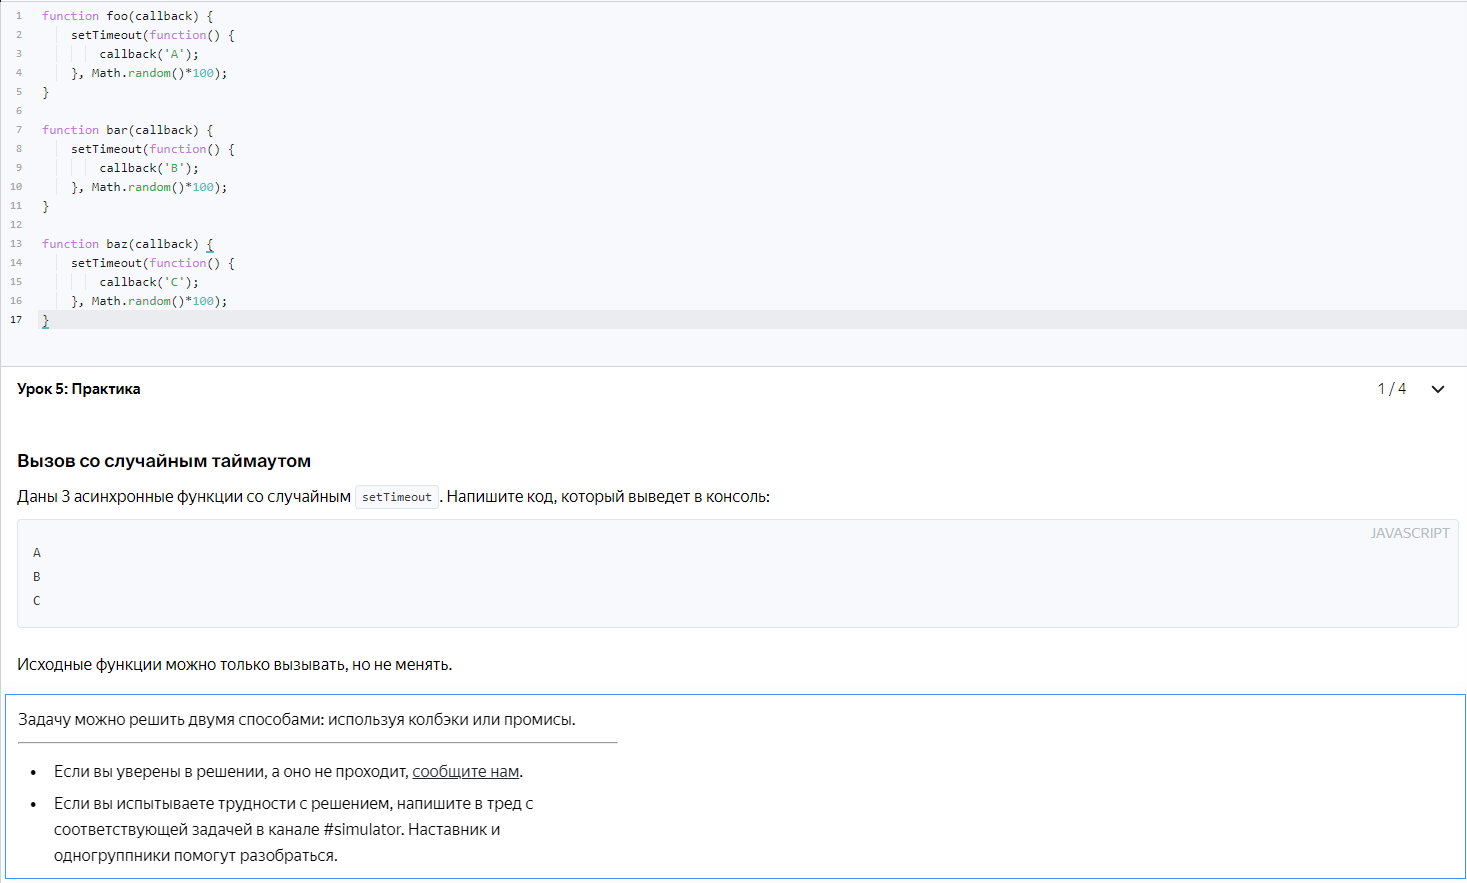 1 function foo(callback) {
2 setTimeout(function() {
3 callback('A');
4 }, Math.random()*100);
5 }
6
7 function bar(callback) {
8 setTimeout(function() {
9 callback('B');
10 }, Math.random()*100);
11 }
12
13 function baz(callback) {
14 setTimeout(function() {
15 callback('C');
16 }, Math.random()*100);
17 }
Урок 5: Практика 1 / 4
Вызов со случайным таймаутом
Даны 3 асинхронные функции со случайным setTimeout. Напишите код, который выведет в консоль:
JAVASCRIPT
A
B
C
Исходные функции можно только вызывать, но не менять.
Задачу можно решить двумя способами: используя колбэки или промисы.
• Если вы уверены в решении, а оно не проходит, сообщите нам.
• Если вы испытываете трудности с решением, напишите в тред с
соответствующей задачей в канале #simulator. Наставник и
одногруппники помогут разобраться.